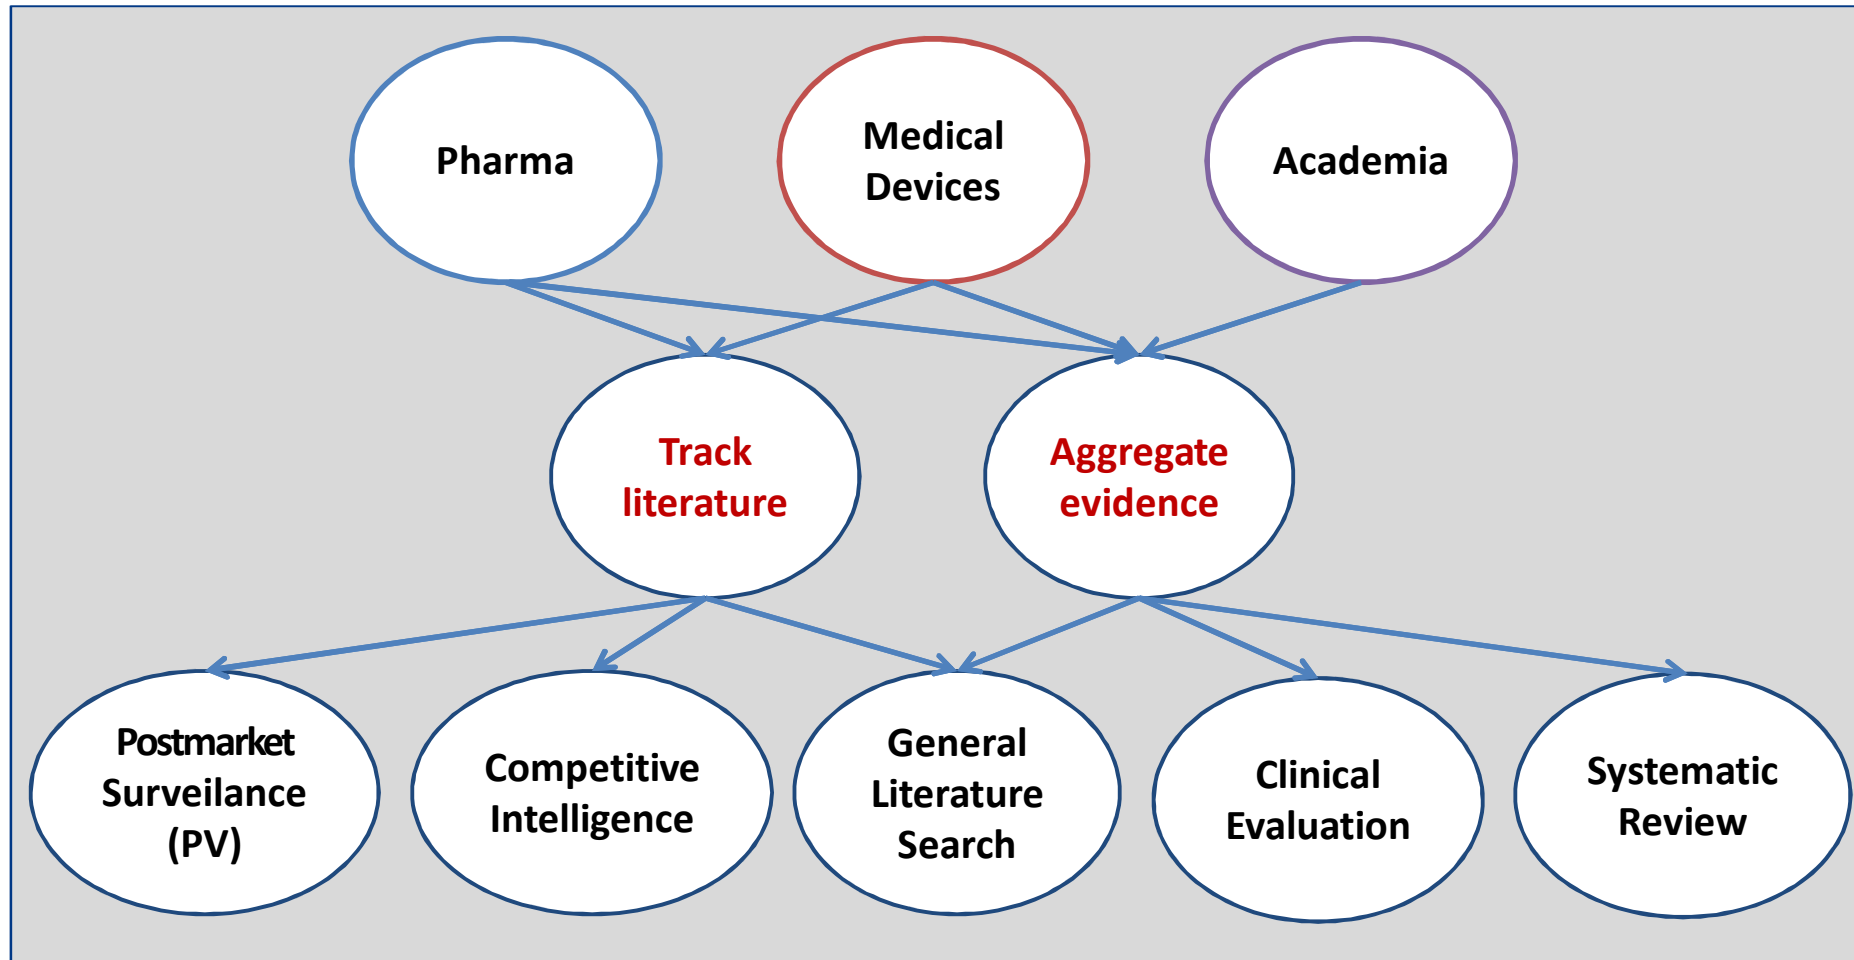 Pharma
Medical
Devices
Academia
Track
literature
Aggregate
evidence
Postmarket
Surveilance
(PV)
Competitive
Intelligence
General
Literature
Search
Clinical
Evaluation
Systematic
Review